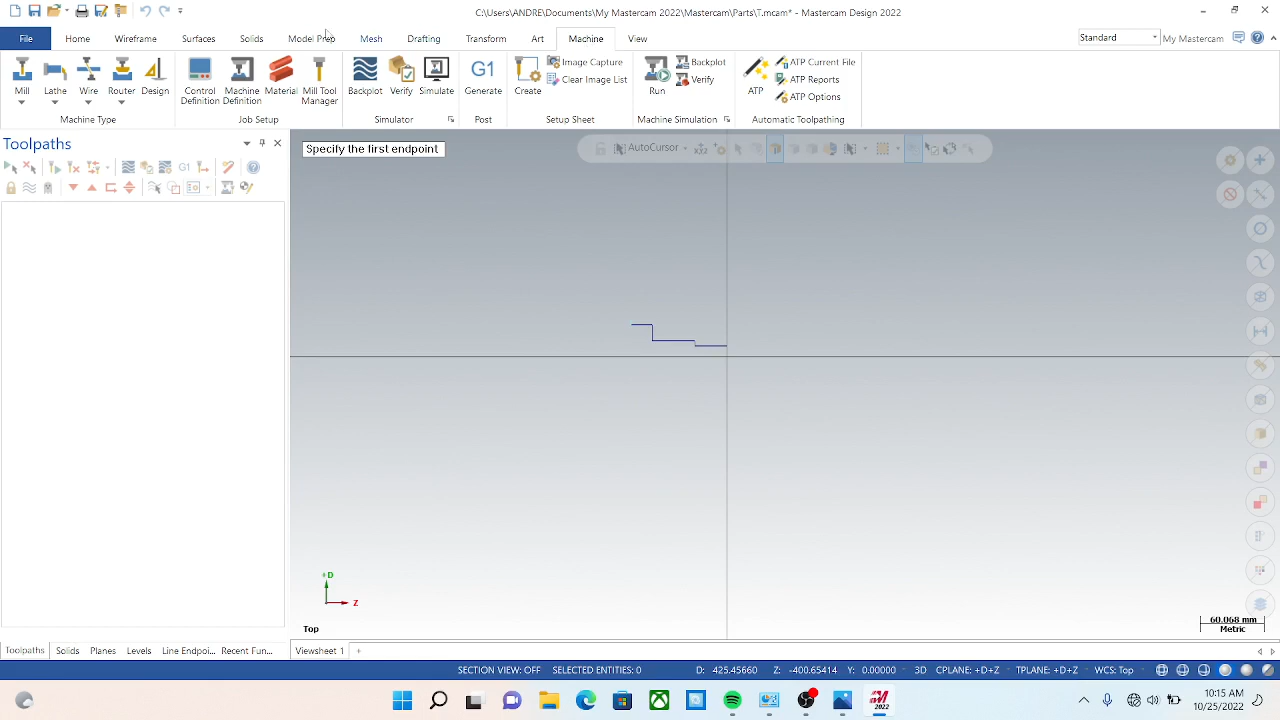 C:\Users\ANDRE\Documents\My Mastercam 2022\Mastercam\Parts\T.mcam* - Mastercam Design 2022
File Home Wireframe Surfaces Solids Model Prep Mesh Drafting Transform Art Machine View Standard My Mastercam
Mill Lathe Wire Router Design
Machine Type
Control Definition Machine Definition Material Mill Tool Manager
Job Setup
Backplot Verify Simulate
Simulator
G1 Generate
Post
Create Image Capture Clear Image List
Setup Sheet
Run Backplot Verify
Machine Simulation
ATP ATP Current File ATP Reports ATP Options
Automatic Toolpathing
Toolpaths
G1
Specify the first endpoint
AutoCursor
XYZ
+D
Z
Top
60.068 mm
Metric
Toolpaths Solids Planes Levels Line Endpoi... Recent Fun...
Viewsheet 1 +
SECTION VIEW: OFF SELECTED ENTITIES: 0 D: 425.45660 Z: -400.65414 Y: 0.00000 3D CPLANE: +D+Z TPLANE: +D+Z WCS: Top
2022
10:15 AM
10/25/2022